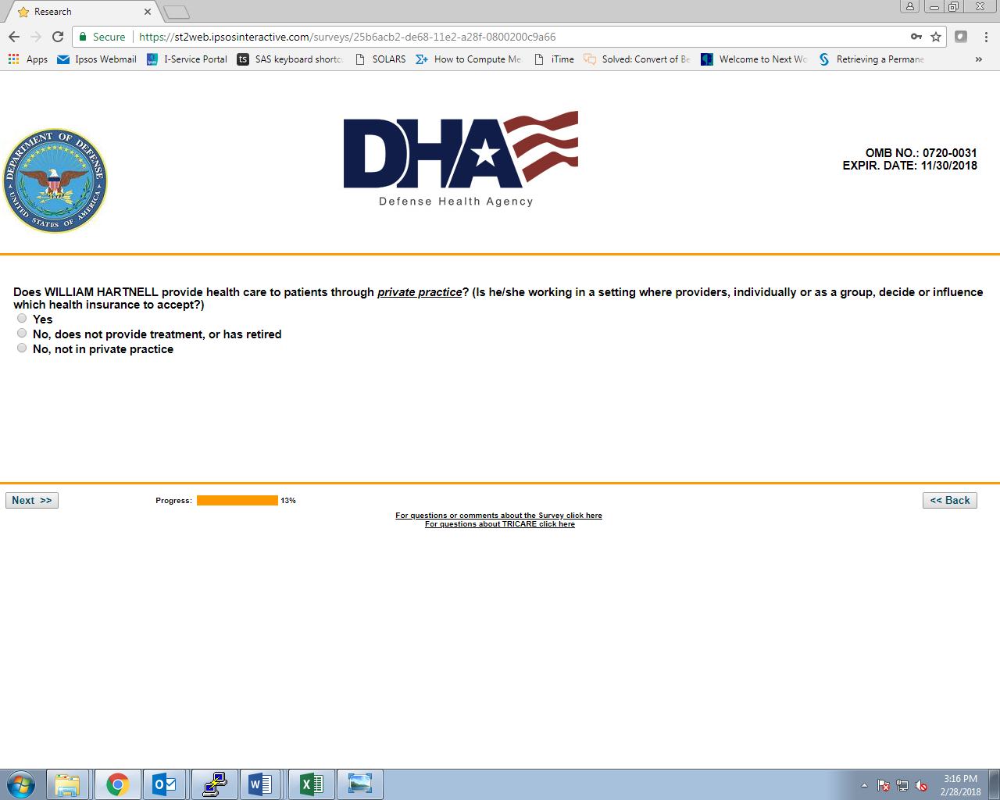 Research
Secure
https://st2web.ipsosinteractive.com/surveys/25b6acb2-de68-11e2-a28f-0800200c9a66
Apps
Ipsos Webmail
I-Service Portal
ts
SAS keyboard shortcu
SOLARS
How to Compute Me
iTime
Solved: Convert of Be
Welcome to Next Wo
Retrieving a Permane
DEPARTMENT OF DEFENSE
UNITED STATES OF AMERICA
DHA
Defense Health Agency
OMB NO.: 0720-0031
EXPIR. DATE: 11/30/2018
Does WILLIAM HARTNELL provide health care to patients through private practice? (Is he/she working in a setting where providers, individually or as a group, decide or influence
which health insurance to accept?)
Yes
No, does not provide treatment, or has retired
No, not in private practice
Next >>
Progress:
13%
<< Back
For questions or comments about the Survey click here
For questions about TRICARE click here
3:16 PM
2/28/2018